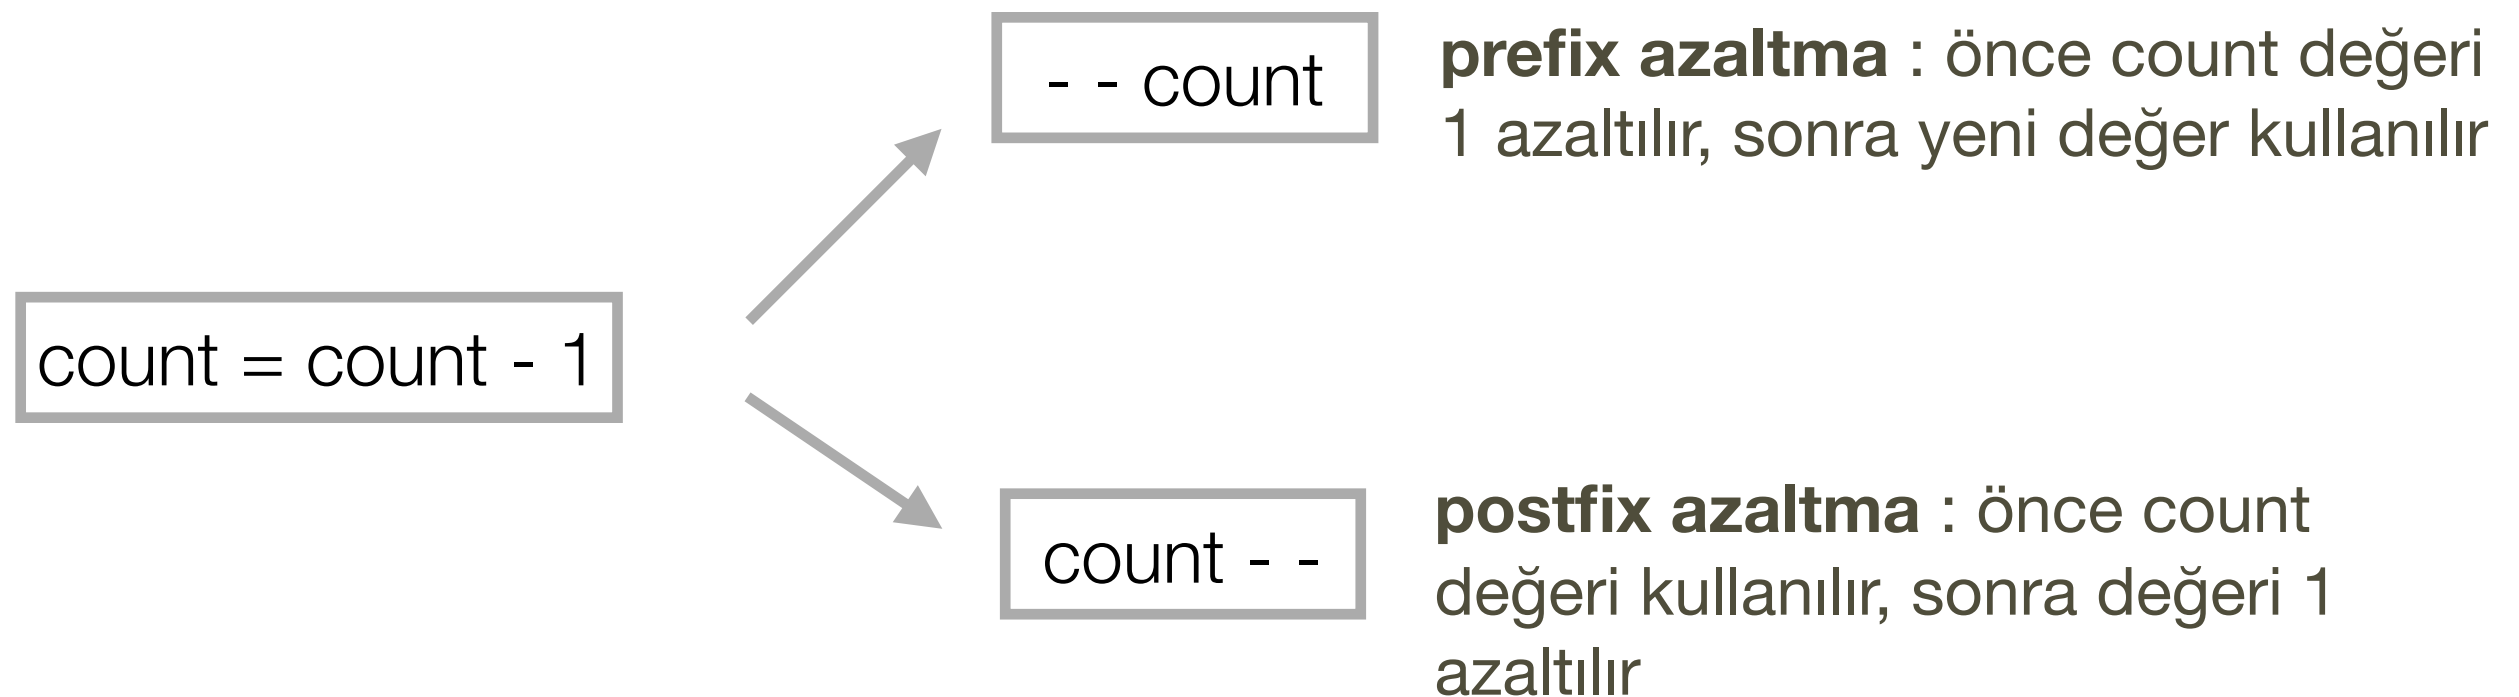 count = count - 1
- - count
prefix azaltma : önce count değeri
1 azaltılır, sonra yeni değer kullanılır
count - -
postfix azaltma : önce count
değeri kullanılır, sonra değeri 1
azaltılır